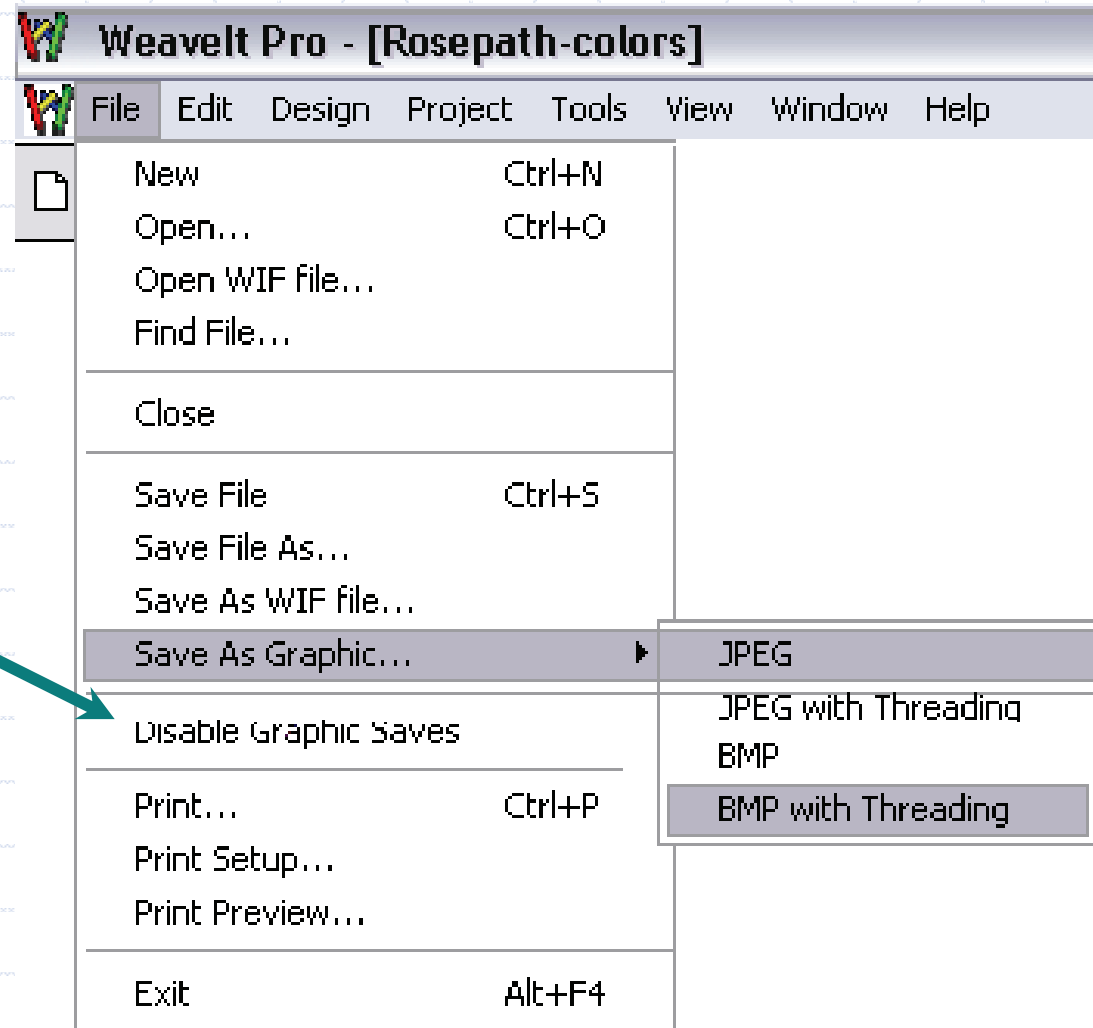 WeaveIt Pro - [Rosepath-colors]
File Edit Design Project Tools View Window Help
New Ctrl+N
Open... Ctrl+O
Open WIF file...
Find File...
Close
Save File Ctrl+S
Save File As...
Save As WIF file...
Save As Graphic...
JPEG
JPEG with Threading
BMP
BMP with Threading
Disable Graphic Saves
Print... Ctrl+P
Print Setup...
Print Preview...
Exit Alt+F4